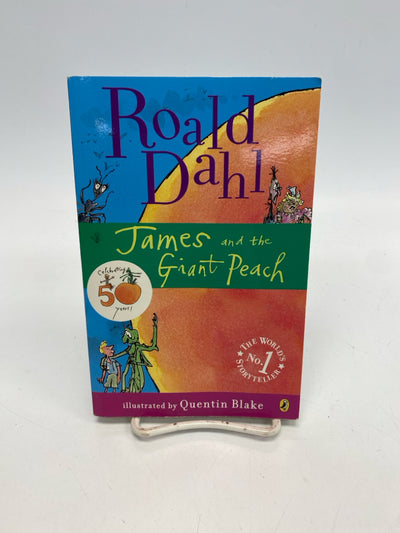 Roald
Dahl
James and the
Giant Peach
Celebrating
50
years!
THE WORLD'S
No. 1
STORYTELLER
illustrated by Quentin Blake